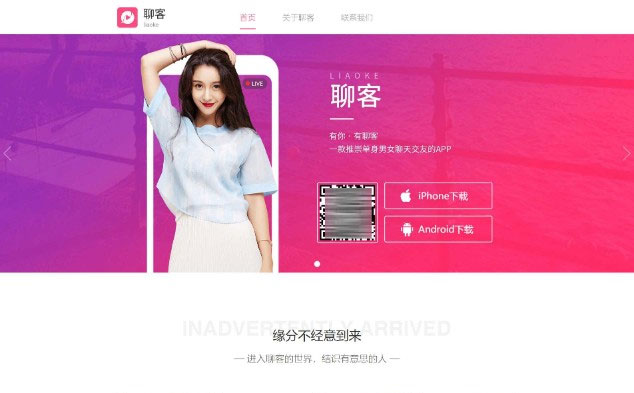 聊客
liaoke
首页
关于聊客
联系我们
LIVE
LIAOKE
聊客
有你 · 有聊客
一款推崇单身男女聊天交友的APP
iPhone下载
Android下载
INADVERTENTLY ARRIVED
缘分不经意到来
— 进入聊客的世界，结识有意思的人 —